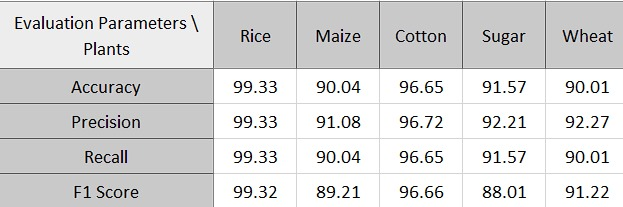 Evaluation Parameters \ Plants Rice Maize Cotton Sugar Wheat
Accuracy 99.33 90.04 96.65 91.57 90.01
Precision 99.33 91.08 96.72 92.21 92.27
Recall 99.33 90.04 96.65 91.57 90.01
F1 Score 99.32 89.21 96.66 88.01 91.22